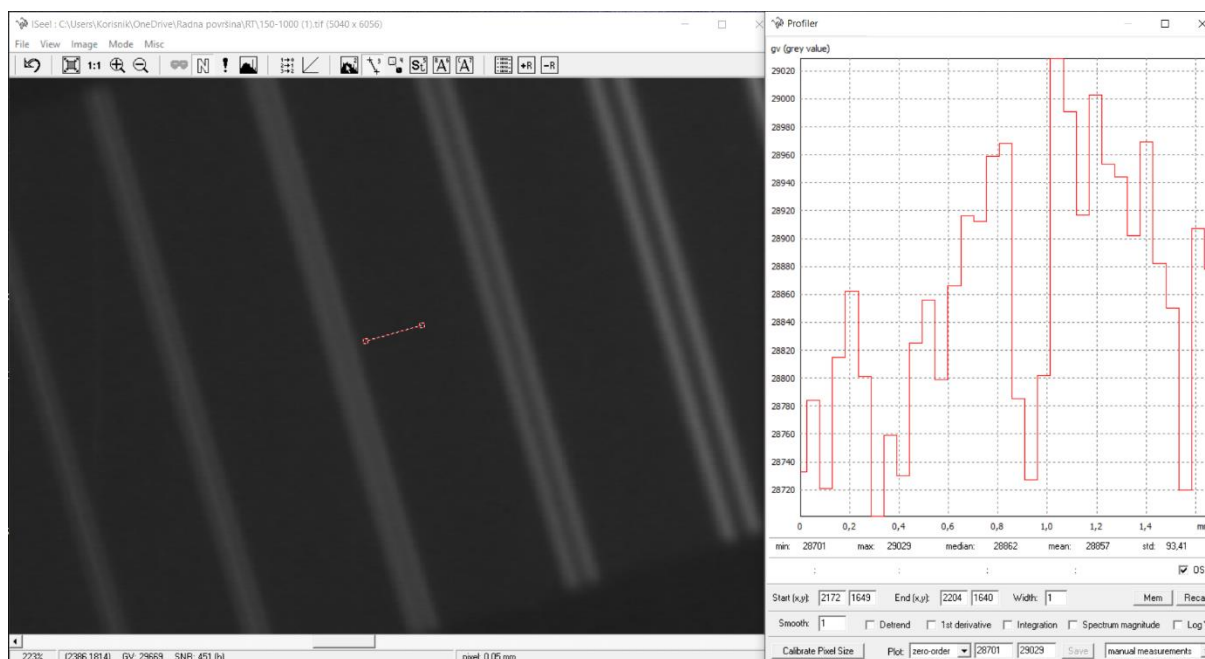 ISee! : C:\Users\Korisnik\OneDrive\Radna površina\RT\150-1000 (1).tif (5040 x 6056)
File View Image Mode Misc
1:1 N ! St A A +R -R
223% (2386,1814) GV: 29669 SNR: 451 (h) pixel: 0,05 mm
Profiler
gv (grey value)
29020
29000
28980
28960
28940
28920
28900
28880
28860
28840
28820
28800
28780
28760
28740
28720
0 0,2 0,4 0,6 0,8 1,0 1,2 1,4
min: 28701 max: 29029 median: 28862 mean: 28857 std: 93,41
: : : : OS
Start (x,y): 2172 1649 End (x,y): 2204 1640 Width: 1 Mem Reca
Smooth: 1 Detrend 1st derivative Integration Spectrum magnitude Log
Calibrate Pixel Size Plot: zero-order 28701 29029 Save manual measurements